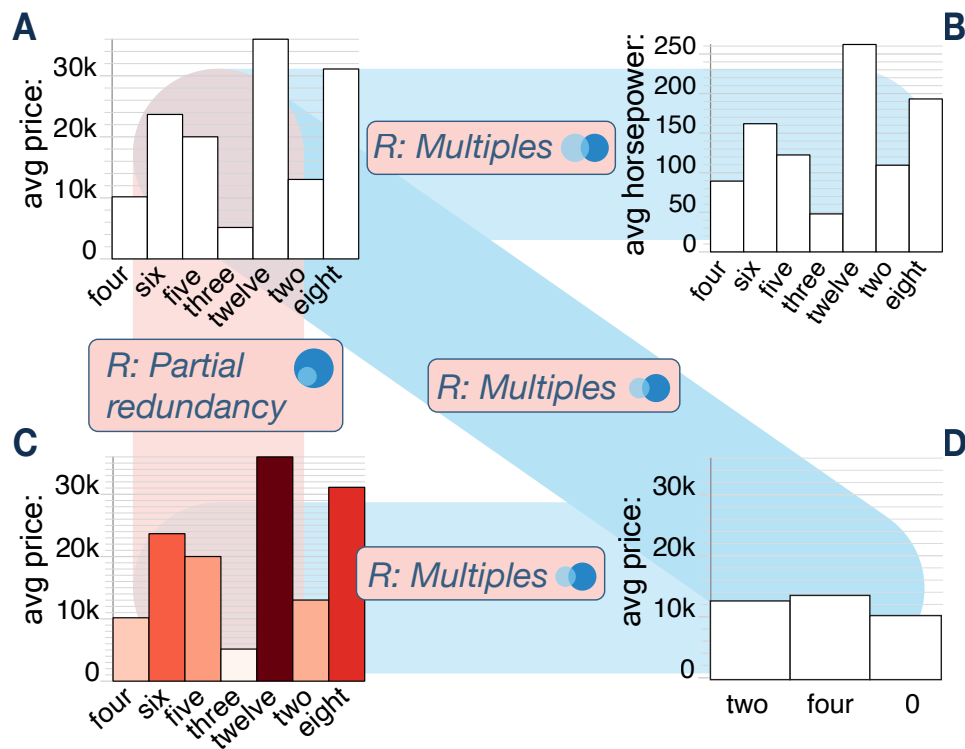 A
avg price:
30k
20k
10k
0
four
six
five
three
twelve
two
eight
R: Multiples
B
avg horsepower:
250
200
150
100
50
0
four
six
five
three
twelve
two
eight
R: Partial
redundancy
R: Multiples
C
avg price:
30k
20k
10k
0
four
six
five
three
twelve
two
eight
R: Multiples
D
avg price:
30k
20k
10k
0
two
four
0